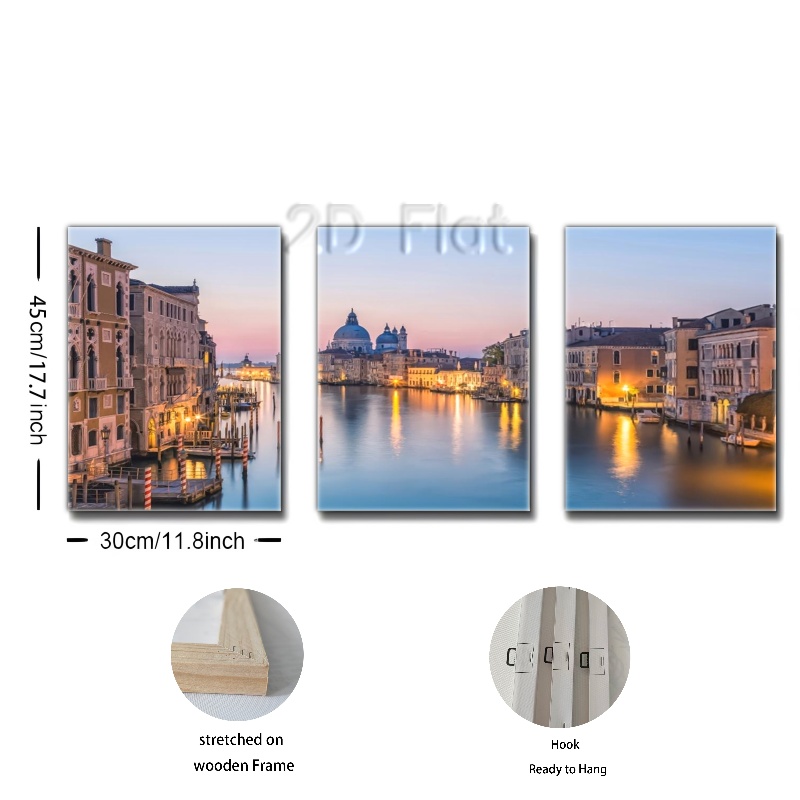 2D Flat
45cm/17.7inch
30cm/11.8inch
stretched on
wooden Frame
Hook
Ready to Hang